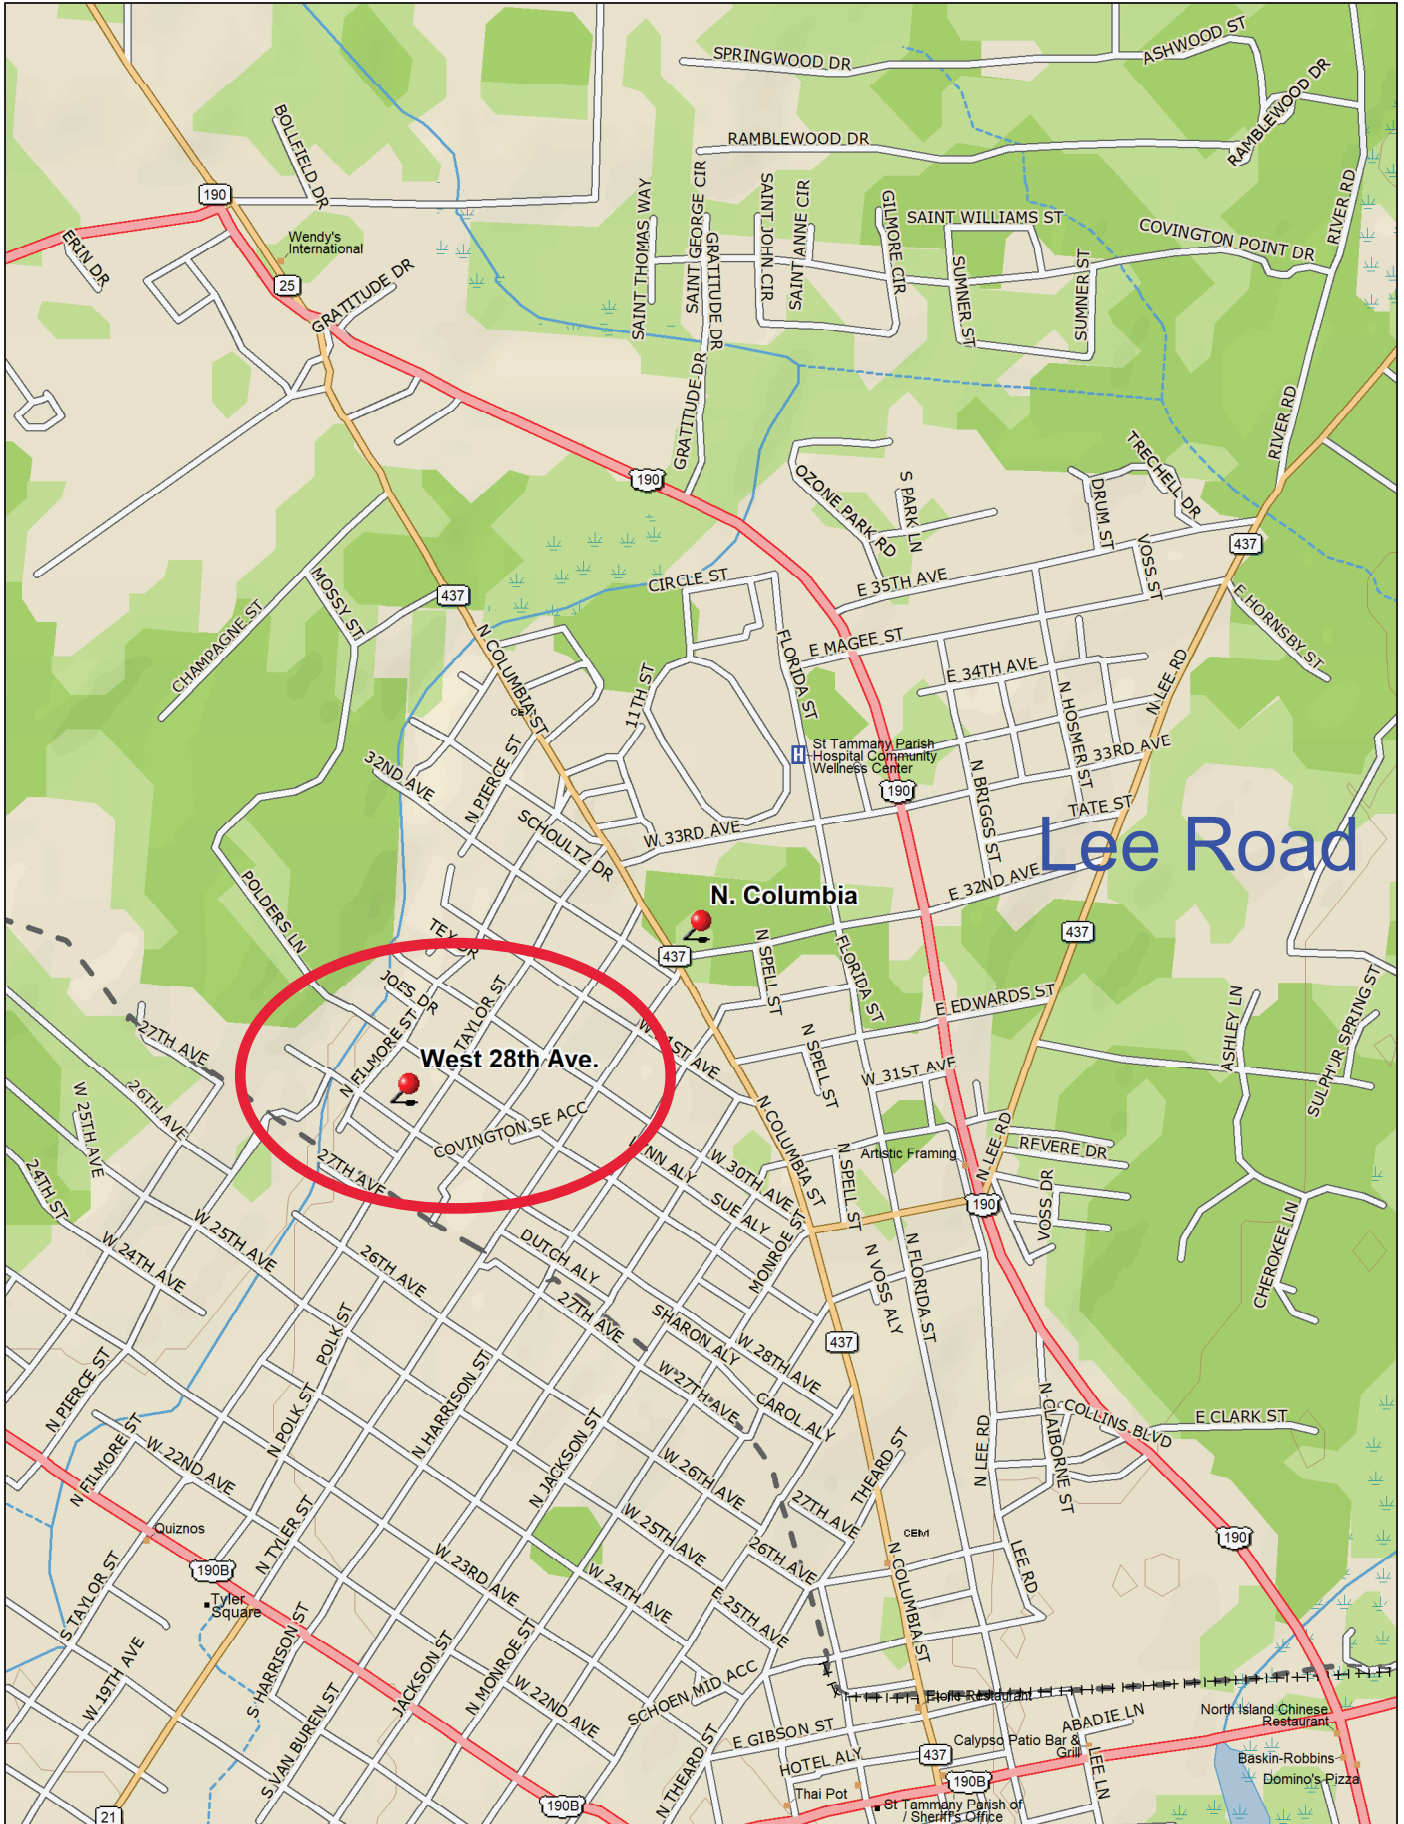 SPRINGWOOD DR
ASHWOOD ST
RAMBLEWOOD DR
RAMBLEWOOD DR
BOLLFIELD DR
190
ERIN DR
Wendy's
International
25
GRATITUDE DR
SAINT THOMAS WAY
SAINT GEORGE CIR
GRATITUDE DR
SAINT JOHN CIR
SAINT ANNE CIR
GILMORE CIR
SAINT WILLIAMS ST
SUMNER ST
SUMNER ST
COVINGTON POINT DR
RIVER RD
GRATITUDE DR
RIVER RD
190
OZONE PARK RD
S PARK LN
TRECHELL DR
DRUM ST
VOSS ST
437
437
MOSSY ST
CHAMPAGNE ST
CIRCLE ST
E 35TH AVE
E HORNSBY ST
N COLUMBIA ST
FLORIDA ST
E MAGEE ST
E 34TH AVE
N LEE RD
11TH ST
N HOSMER ST
33RD AVE
St Tammany Parish
Hospital Community
Wellness Center
32ND AVE
N PIERCE ST
190
N BRIGGS ST
TATE ST
SCHOULTZ DR
W 33RD AVE
Lee Road
E 32ND AVE
N. Columbia
POLDERS LN
TEX DR
437
437
N SPELL ST
FLORIDA ST
JOES DR
TAYLOR ST
E EDWARDS ST
SULPHUR SPRING ST
ASHLEY LN
27TH AVE
N FILMORE ST
West 28th Ave.
W 31ST AVE
N SPELL ST
W 31ST AVE
26TH AVE
W 25TH AVE
COVINGTON SE ACC
N COLUMBIA ST
N LEE RD
REVERE DR
Artistic Framing
24TH ST
27TH AVE
LYNN ALY
W 30TH AVE
SUE ALY
N SPELL ST
VOSS DR
190
CHEROKEE LN
W 25TH AVE
W 24TH AVE
26TH AVE
DUTCH ALY
MONROE ST
N VOSS ALY
N FLORIDA ST
27TH AVE
SHARON ALY
W 28TH AVE
437
POLK ST
N PIERCE ST
N HARRISON ST
W 27TH AVE
CAROL ALY
N POLK ST
N FILMORE ST
W 22ND AVE
N JACKSON ST
THEARD ST
N LEE RD
N CLAIBORNE ST
COLLINS BLVD
E CLARK ST
W 26TH AVE
27TH AVE
Quiznos
N TYLER ST
W 25TH AVE
26TH AVE
190
190B
W 23RD AVE
W 24TH AVE
N COLUMBIA ST
LEE RD
Tyler
Square
S TAYLOR ST
E 25TH AVE
S HARRISON ST
W 19TH AVE
JACKSON ST
N MONROE ST
W 22ND AVE
SCHOEN MID ACC
S VAN BUREN ST
N THEARD ST
E GIBSON ST
Etoile Restaurant
ABADIE LN
North Island Chinese
Restaurant
HOTEL ALY
437
Calypso Patio Bar &
Grill
LEE LN
Baskin-Robbins
Domino's Pizza
190B
190B
Thai Pot
St Tammany Parish of
/ Sheriff's Office
21